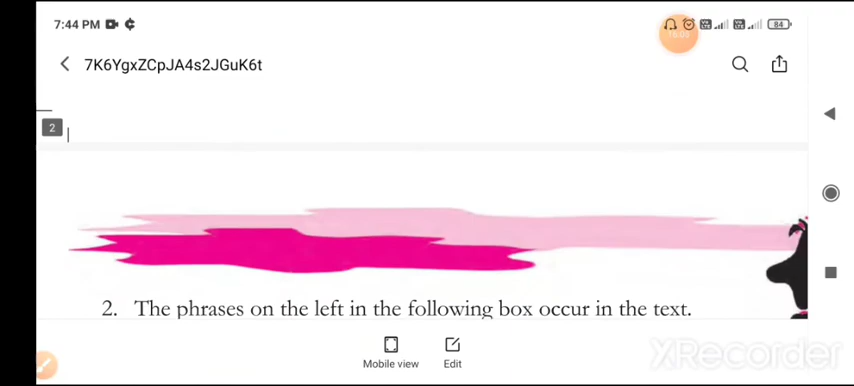 7:44 PM
84
7K6YgxZCpJA4s2JGuK6t
2
2. The phrases on the left in the following box occur in the text.
Mobile view
Edit
XRecorder